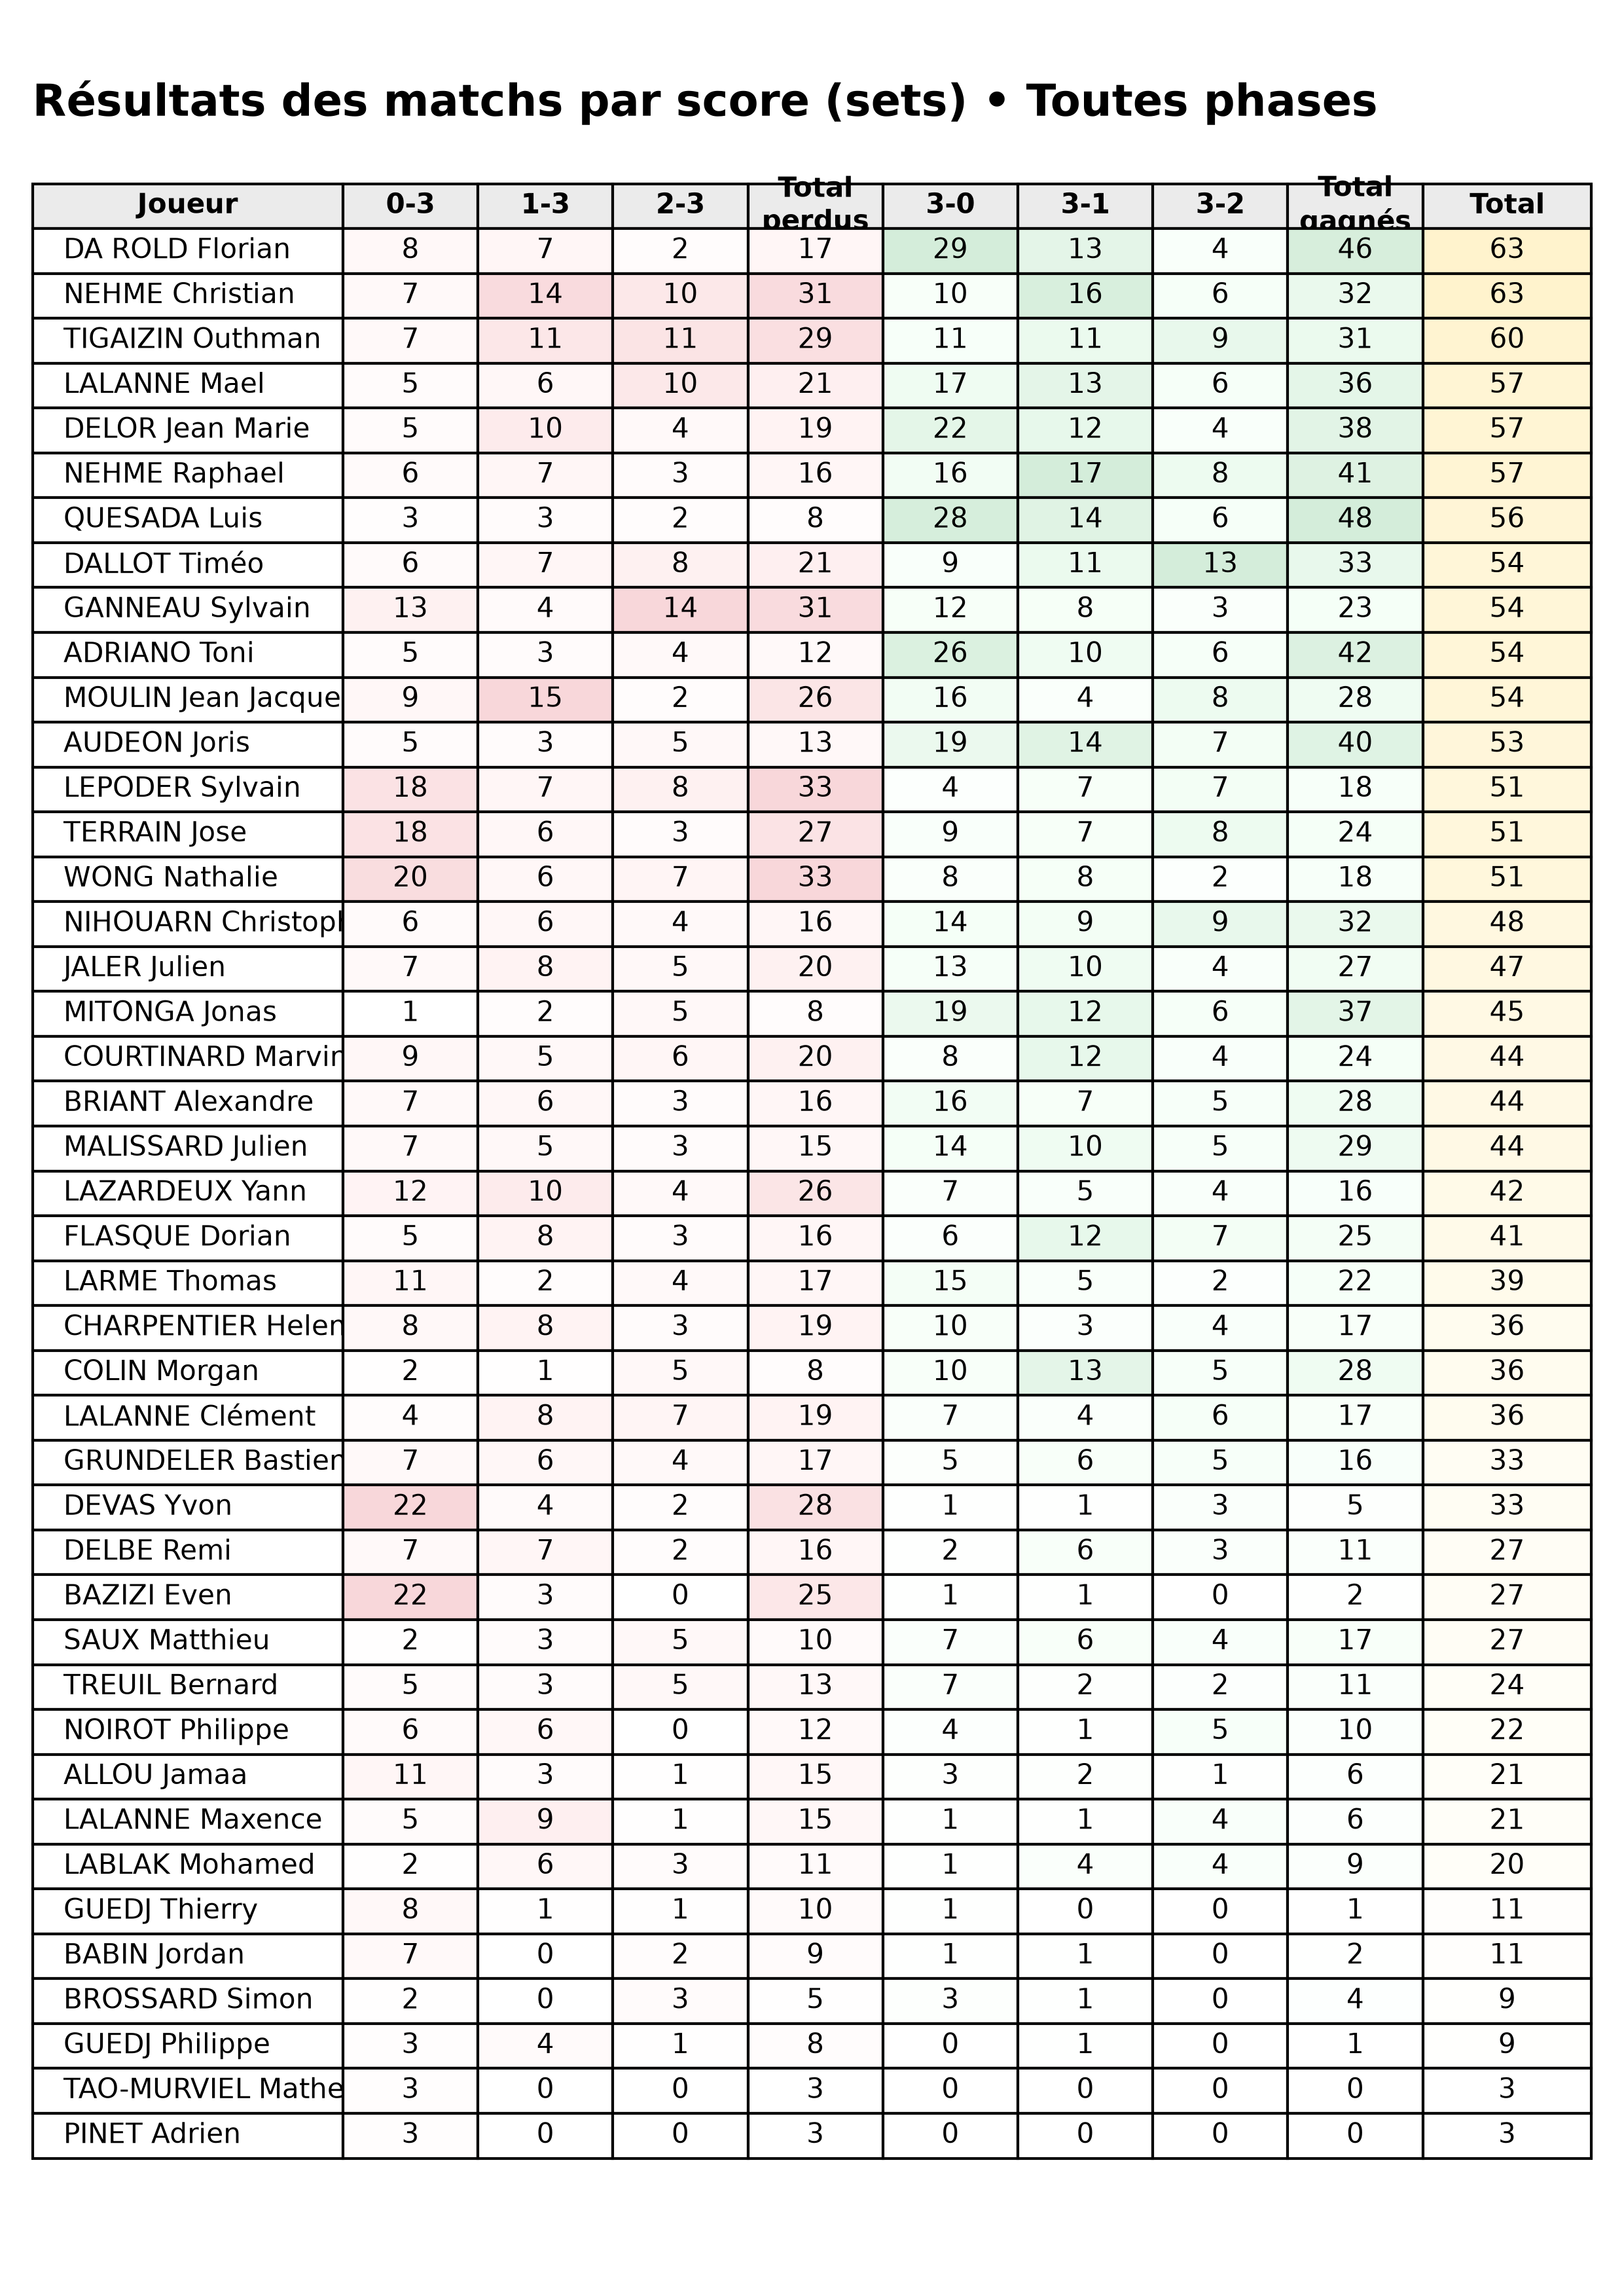 Résultats des matchs par score (sets) • Toutes phases
Joueur 0-3 1-3 2-3 Total perdus 3-0 3-1 3-2 Total gagnés Total
DA ROLD Florian 8 7 2 17 29 13 4 46 63
NEHME Christian 7 14 10 31 10 16 6 32 63
TIGAIZIN Outhman 7 11 11 29 11 11 9 31 60
LALANNE Mael 5 6 10 21 17 13 6 36 57
DELOR Jean Marie 5 10 4 19 22 12 4 38 57
NEHME Raphael 6 7 3 16 16 17 8 41 57
QUESADA Luis 3 3 2 8 28 14 6 48 56
DALLOT Timéo 6 7 8 21 9 11 13 33 54
GANNEAU Sylvain 13 4 14 31 12 8 3 23 54
ADRIANO Toni 5 3 4 12 26 10 6 42 54
MOULIN Jean Jacque 9 15 2 26 16 4 8 28 54
AUDEON Joris 5 3 5 13 19 14 7 40 53
LEPODER Sylvain 18 7 8 33 4 7 7 18 51
TERRAIN Jose 18 6 3 27 9 7 8 24 51
WONG Nathalie 20 6 7 33 8 8 2 18 51
NIHOUARN Christoph 6 6 4 16 14 9 9 32 48
JALER Julien 7 8 5 20 13 10 4 27 47
MITONGA Jonas 1 2 5 8 19 12 6 37 45
COURTINARD Marvin 9 5 6 20 8 12 4 24 44
BRIANT Alexandre 7 6 3 16 16 7 5 28 44
MALISSARD Julien 7 5 3 15 14 10 5 29 44
LAZARDEUX Yann 12 10 4 26 7 5 4 16 42
FLASQUE Dorian 5 8 3 16 6 12 7 25 41
LARME Thomas 11 2 4 17 15 5 2 22 39
CHARPENTIER Helen 8 8 3 19 10 3 4 17 36
COLIN Morgan 2 1 5 8 10 13 5 28 36
LALANNE Clément 4 8 7 19 7 4 6 17 36
GRUNDELER Bastien 7 6 4 17 5 6 5 16 33
DEVAS Yvon 22 4 2 28 1 1 3 5 33
DELBE Remi 7 7 2 16 2 6 3 11 27
BAZIZI Even 22 3 0 25 1 1 0 2 27
SAUX Matthieu 2 3 5 10 7 6 4 17 27
TREUIL Bernard 5 3 5 13 7 2 2 11 24
NOIROT Philippe 6 6 0 12 4 1 5 10 22
ALLOU Jamaa 11 3 1 15 3 2 1 6 21
LALANNE Maxence 5 9 1 15 1 1 4 6 21
LABLAK Mohamed 2 6 3 11 1 4 4 9 20
GUEDJ Thierry 8 1 1 10 1 0 0 1 11
BABIN Jordan 7 0 2 9 1 1 0 2 11
BROSSARD Simon 2 0 3 5 3 1 0 4 9
GUEDJ Philippe 3 4 1 8 0 1 0 1 9
TAO-MURVIEL Mathe 3 0 0 3 0 0 0 0 3
PINET Adrien 3 0 0 3 0 0 0 0 3